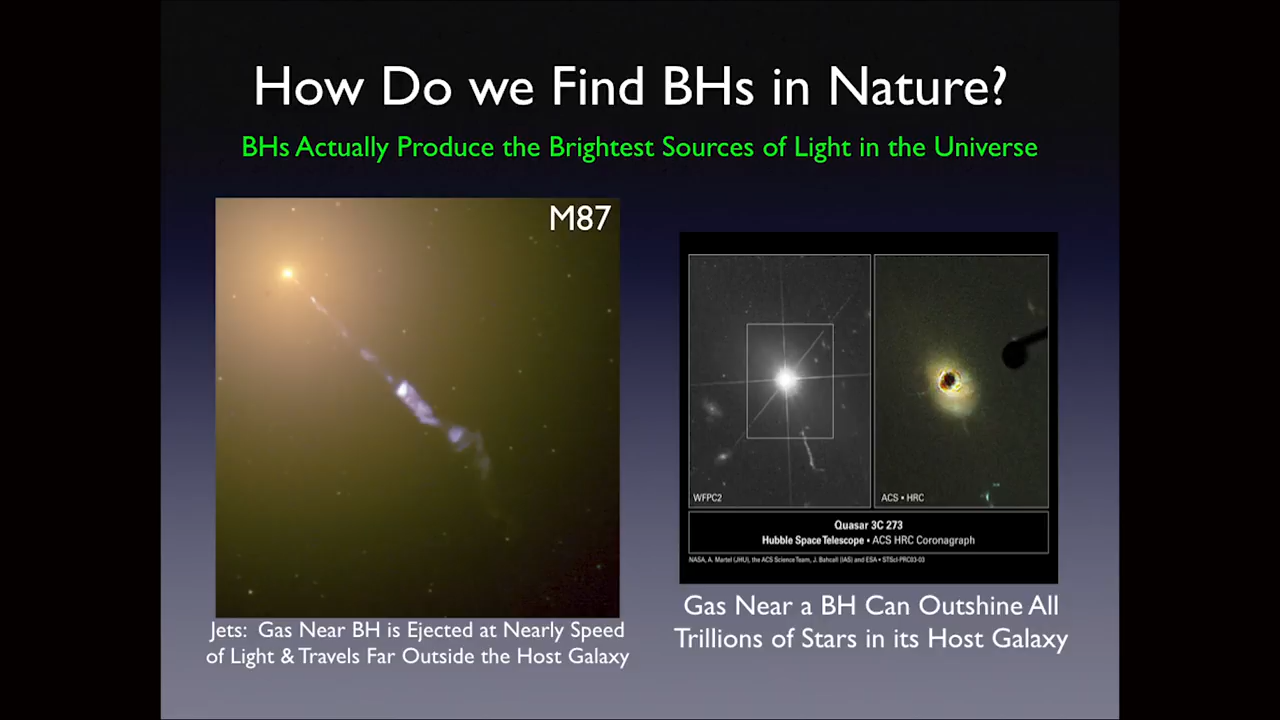 How Do we Find BHs in Nature?
BHs Actually Produce the Brightest Sources of Light in the Universe
M87
Jets: Gas Near BH is Ejected at Nearly Speed
of Light & Travels Far Outside the Host Galaxy
WFPC2
ACS • HRC
Quasar 3C 273
Hubble Space Telescope • ACS HRC Coronagraph
NASA, A. Martel (JHU), the ACS Science Team, J. Bahcall (IAS) and ESA • STScI-PRC03-03
Gas Near a BH Can Outshine All
Trillions of Stars in its Host Galaxy